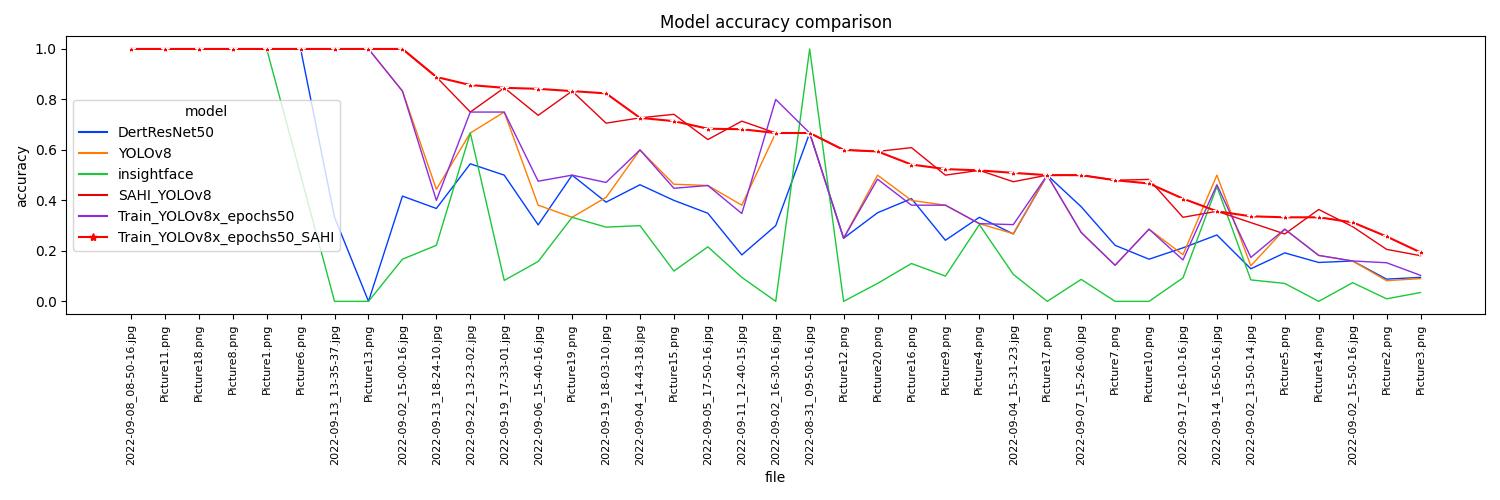 Model accuracy comparison
accuracy
1.0
0.8
0.6
0.4
0.2
0.0
model
DertResNet50
YOLOv8
insightface
SAHI_YOLOv8
Train_YOLOv8x_epochs50
Train_YOLOv8x_epochs50_SAHI
2022-09-08_08-50-16.jpg
Picture11.png
Picture18.png
Picture8.png
Picture1.png
Picture6.png
2022-09-13_13-35-37.jpg
Picture13.png
2022-09-02_15-00-16.jpg
2022-09-13_18-24-10.jpg
2022-09-22_13-23-02.jpg
2022-09-19_17-33-01.jpg
2022-09-06_15-40-16.jpg
Picture19.png
2022-09-19_18-03-10.jpg
2022-09-04_14-43-18.jpg
Picture15.png
2022-09-05_17-50-16.jpg
2022-09-11_12-40-15.jpg
2022-09-02_16-30-16.jpg
2022-08-31_09-50-16.jpg
Picture12.png
Picture20.png
Picture16.png
Picture9.png
Picture4.png
2022-09-04_15-31-23.jpg
Picture17.png
2022-09-07_15-26-00.jpg
Picture7.png
Picture10.png
2022-09-17_16-10-16.jpg
2022-09-14_16-50-16.jpg
2022-09-02_13-50-14.jpg
Picture5.png
Picture14.png
2022-09-02_15-50-16.jpg
Picture2.png
Picture3.png
file